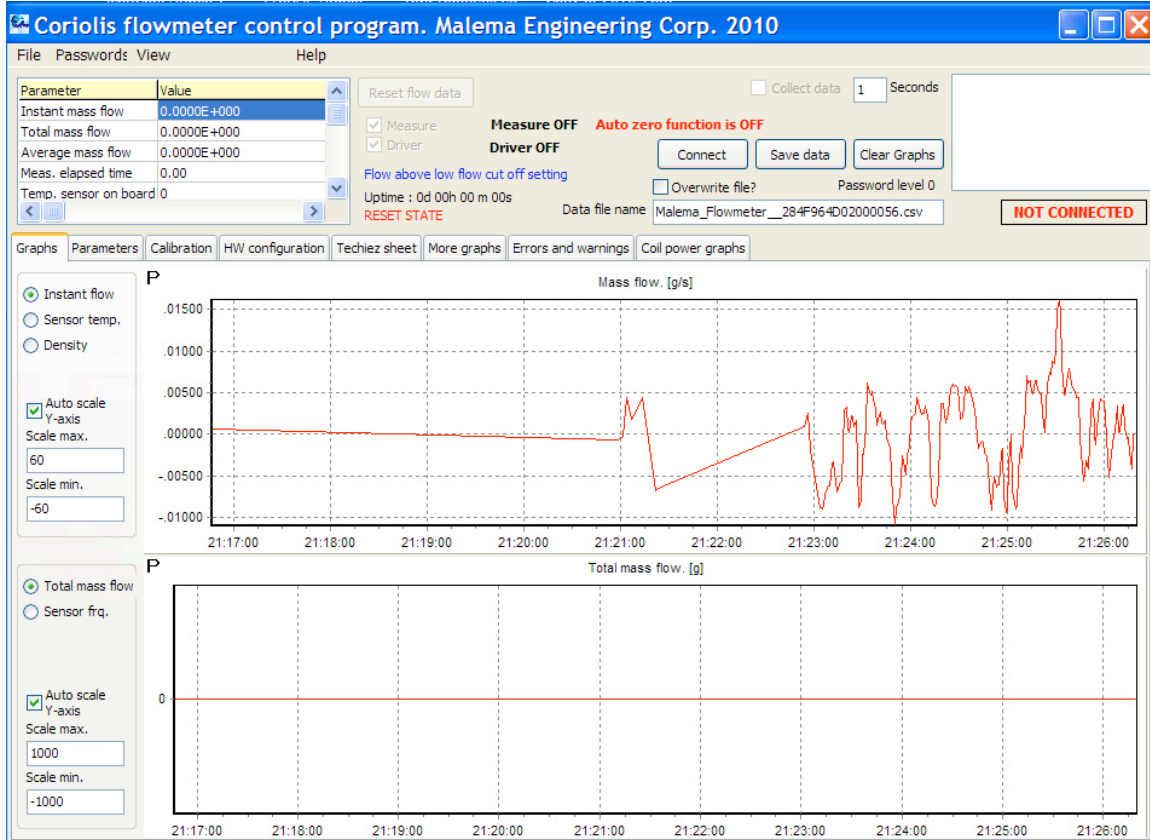 Coriolis flowmeter control program. Malema Engineering Corp. 2010
File Passwords View Help
Parameter Value
Instant mass flow 0.0000E+000
Total mass flow 0.0000E+000
Average mass flow 0.0000E+000
Meas. elapsed time 0.00
Temp. sensor on board 0
Reset flow data
Collect data 1 Seconds
Measure Measure OFF Auto zero function is OFF
Driver Driver OFF
Connect Save data Clear Graphs
Flow above low flow cut off setting
Overwrite file? Password level 0
Uptime : 0d 00h 00 m 00s
RESET STATE
Data file name Malema_Flowmeter__284F964D02000056.csv
NOT CONNECTED
Graphs Parameters Calibration HW configuration Techiez sheet More graphs Errors and warnings Coil power graphs
Instant flow
Sensor temp.
Density
Auto scale
Y-axis
Scale max.
60
Scale min.
-60
P
Mass flow. [g/s]
.01500
.01000
.00500
.00000
-.00500
-.01000
21:17:00 21:18:00 21:19:00 21:20:00 21:21:00 21:22:00 21:23:00 21:24:00 21:25:00 21:26:00
Total mass flow
Sensor frq.
Auto scale
Y-axis
Scale max.
1000
Scale min.
-1000
P
Total mass flow. [g]
0
21:17:00 21:18:00 21:19:00 21:20:00 21:21:00 21:22:00 21:23:00 21:24:00 21:25:00 21:26:00